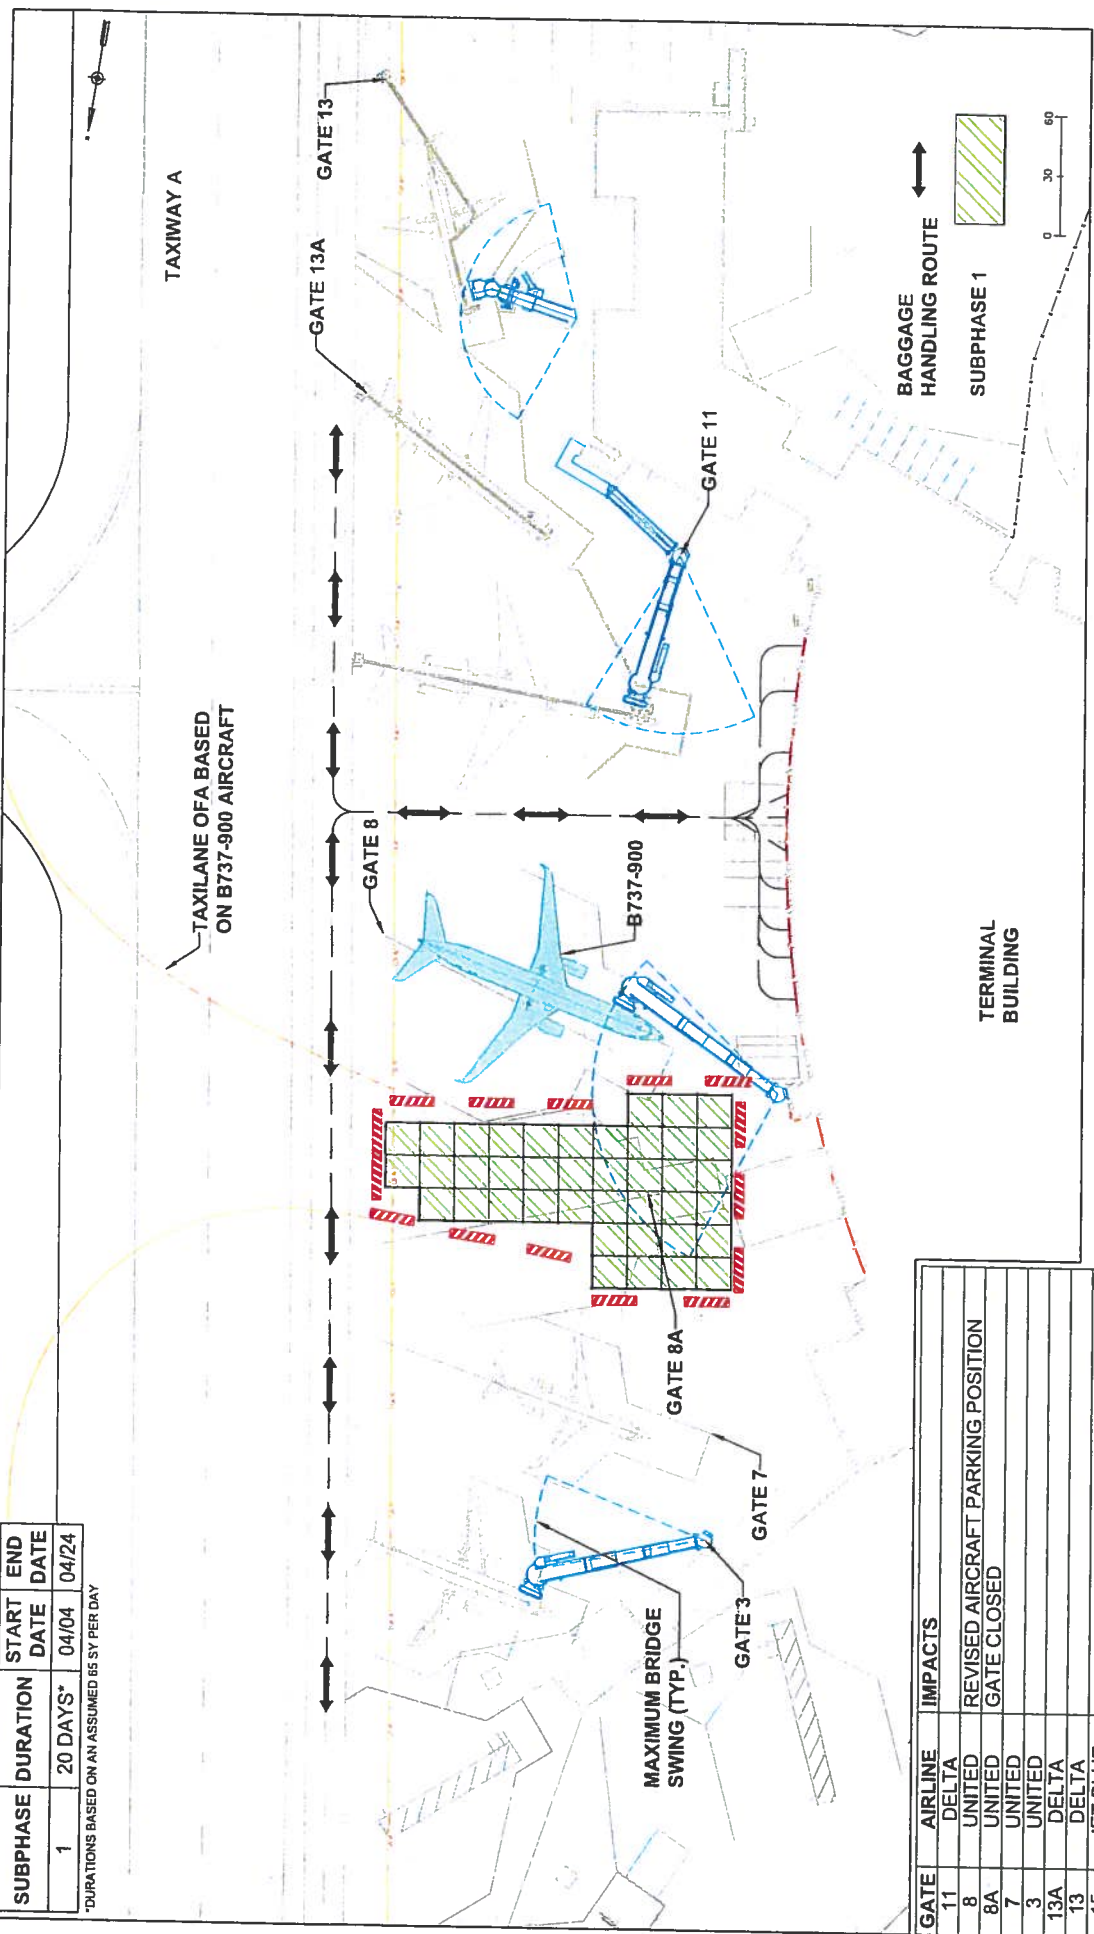 SUBPHASE DURATION START DATE END DATE
1 20 DAYS* 04/04 04/24
*DURATIONS BASED ON AN ASSUMED 65 SY PER DAY
TAXIWAY A
TAXILANE OFA BASED
ON B737-900 AIRCRAFT
GATE 13
GATE 13A
GATE 8
GATE 11
B737-900
GATE 8A
GATE 7
GATE 3
MAXIMUM BRIDGE
SWING (TYP.)
TERMINAL
BUILDING
BAGGAGE
HANDLING ROUTE
SUBPHASE 1
0 30 60
GATE AIRLINE IMPACTS
11 DELTA
8 UNITED REVISED AIRCRAFT PARKING POSITION
8A UNITED GATE CLOSED
7 UNITED
3 UNITED
13A DELTA
13 DELTA